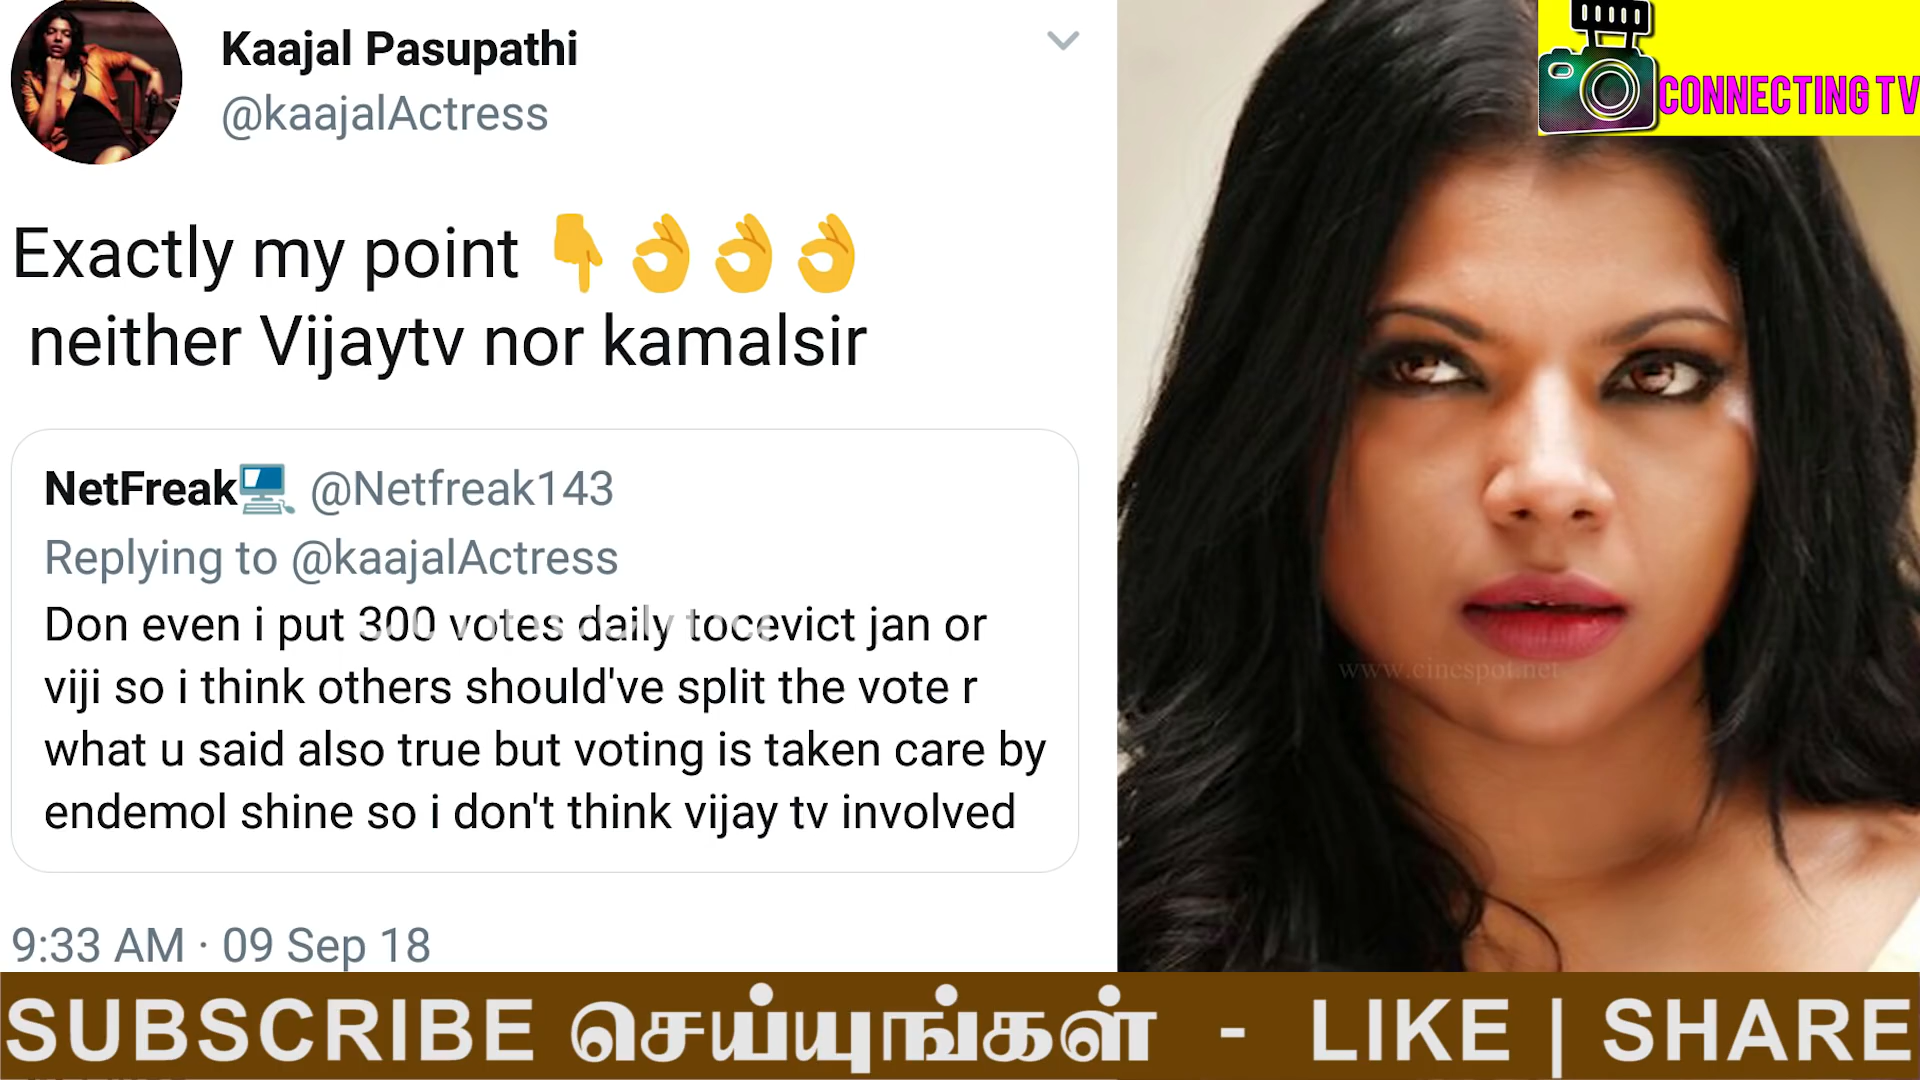 Kaajal Pasupathi
@kaajalActress
CONNECTING TV
Exactly my point 👇👌👌👌
neither Vijaytv nor kamalsir
NetFreak🖥️ @Netfreak143
Replying to @kaajalActress
Don even i put 300 votes daily tocevict jan or
viji so i think others should've split the vote r
what u said also true but voting is taken care by
endemol shine so i don't think vijay tv involved
www.cinespot.net
9:33 AM · 09 Sep 18
SUBSCRIBE செய்யுங்கள் - LIKE | SHARE